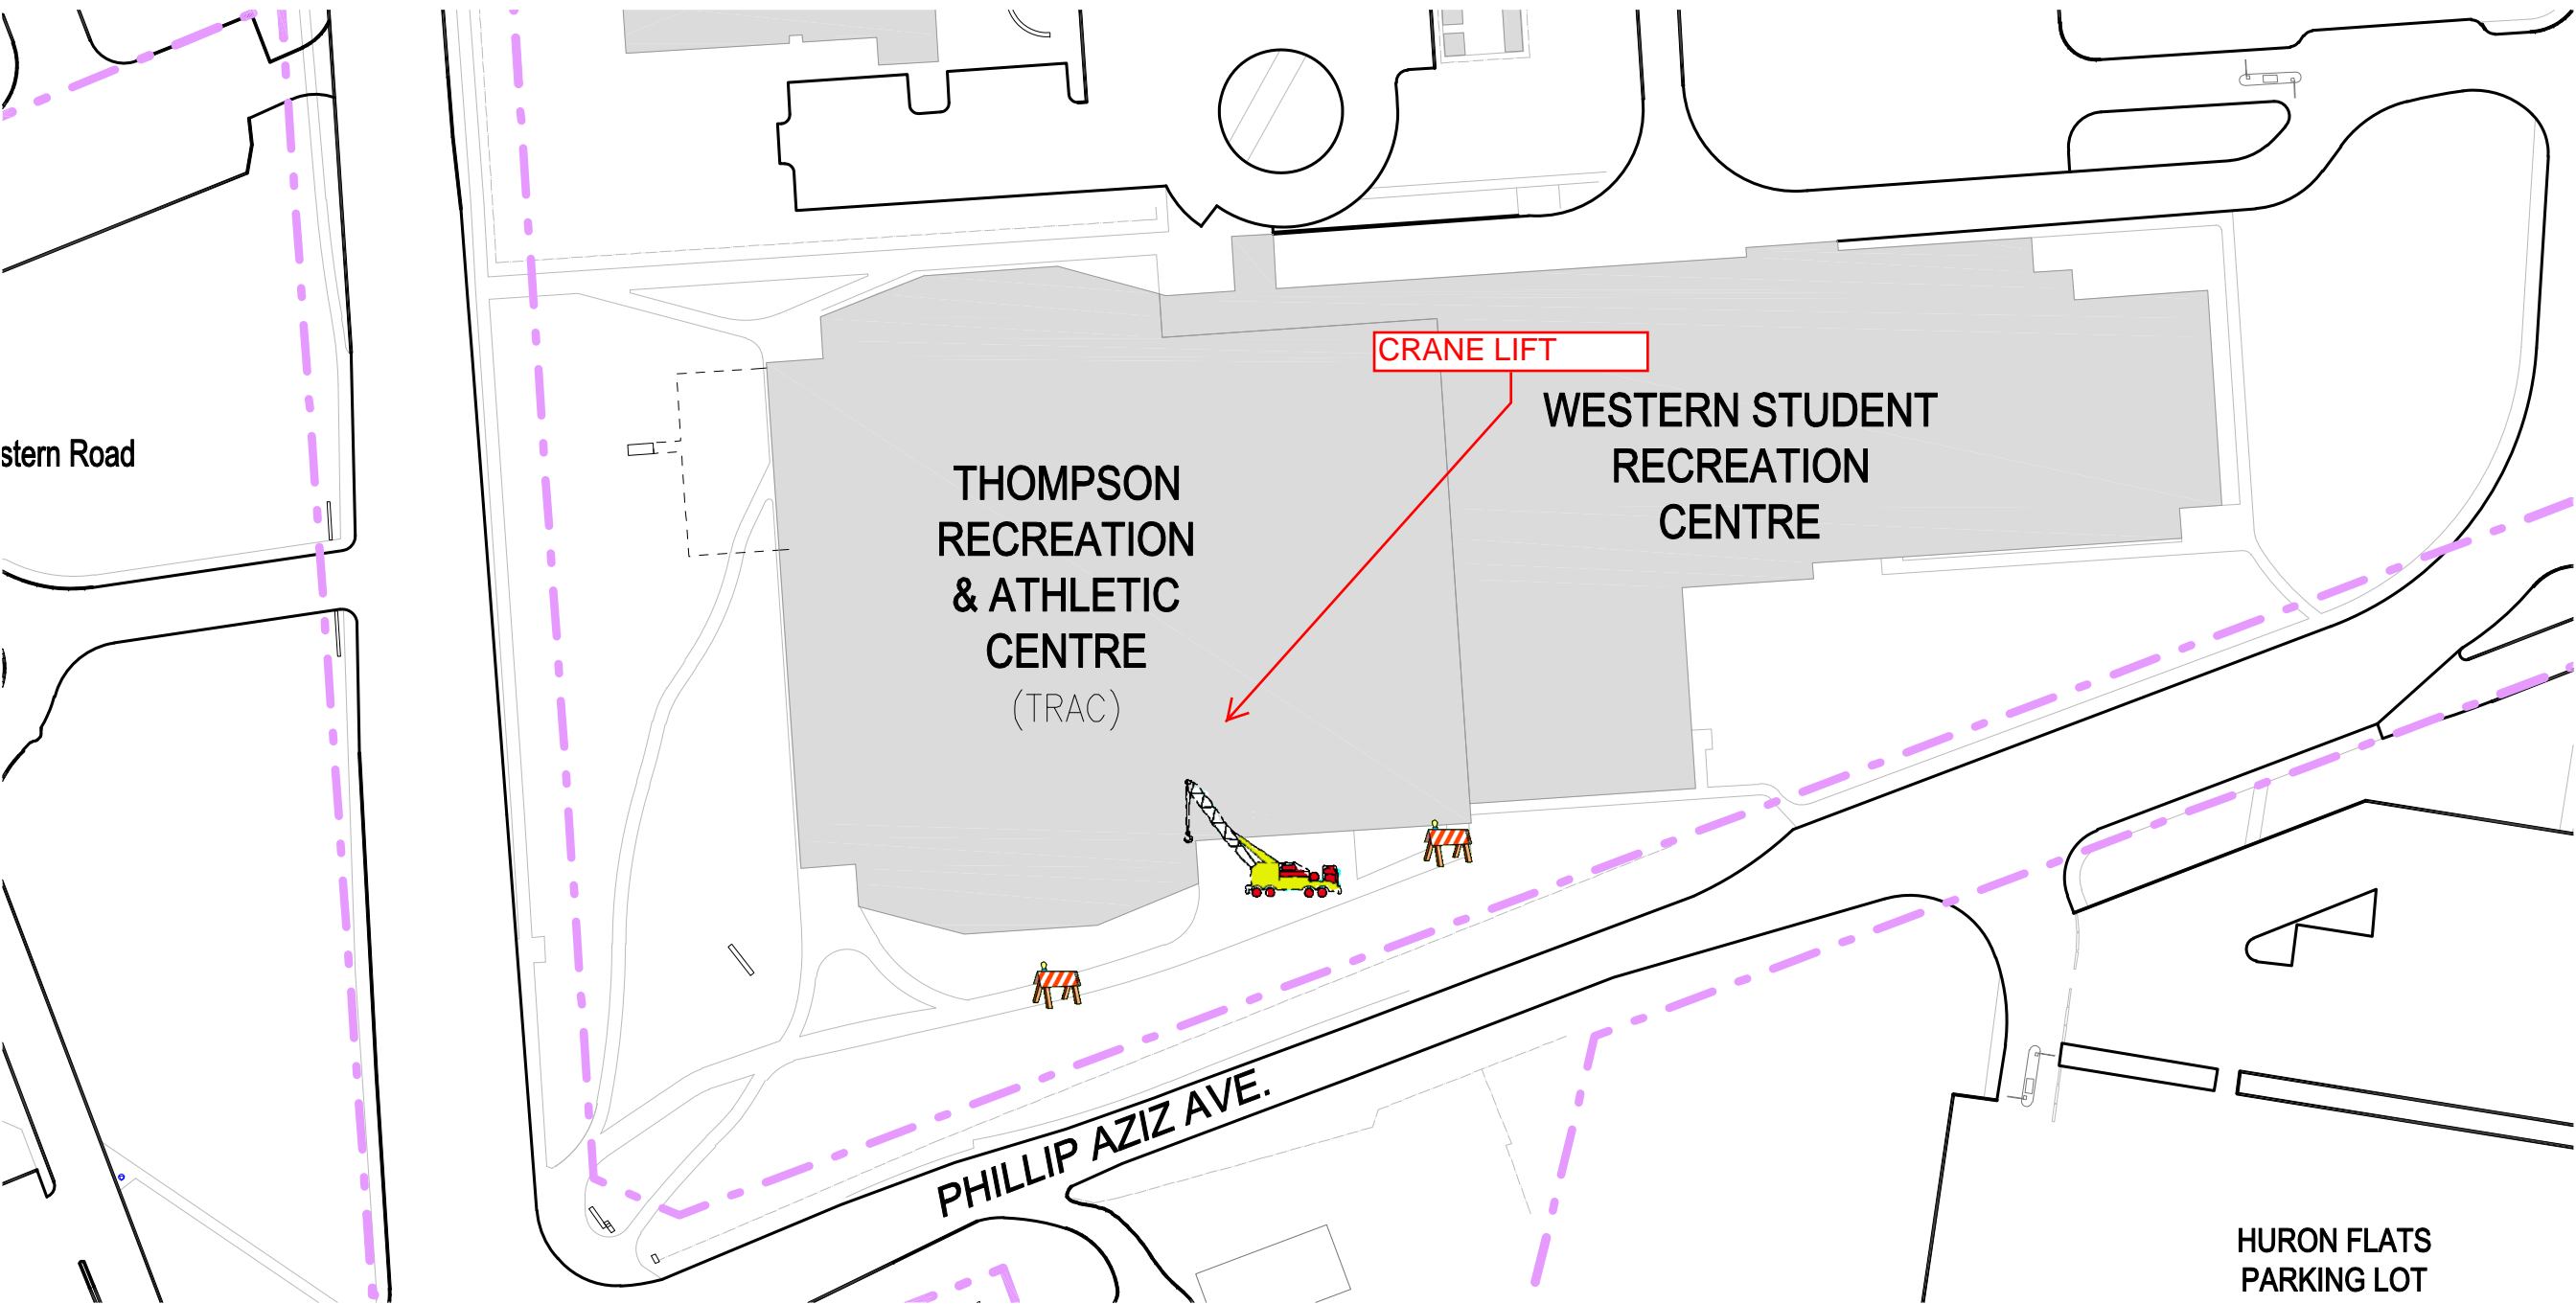 CRANE LIFT
WESTERN STUDENT
RECREATION
CENTRE
stern Road
THOMPSON
RECREATION
& ATHLETIC
CENTRE
(TRAC)
PHILLIP AZIZ AVE.
HURON FLATS
PARKING LOT